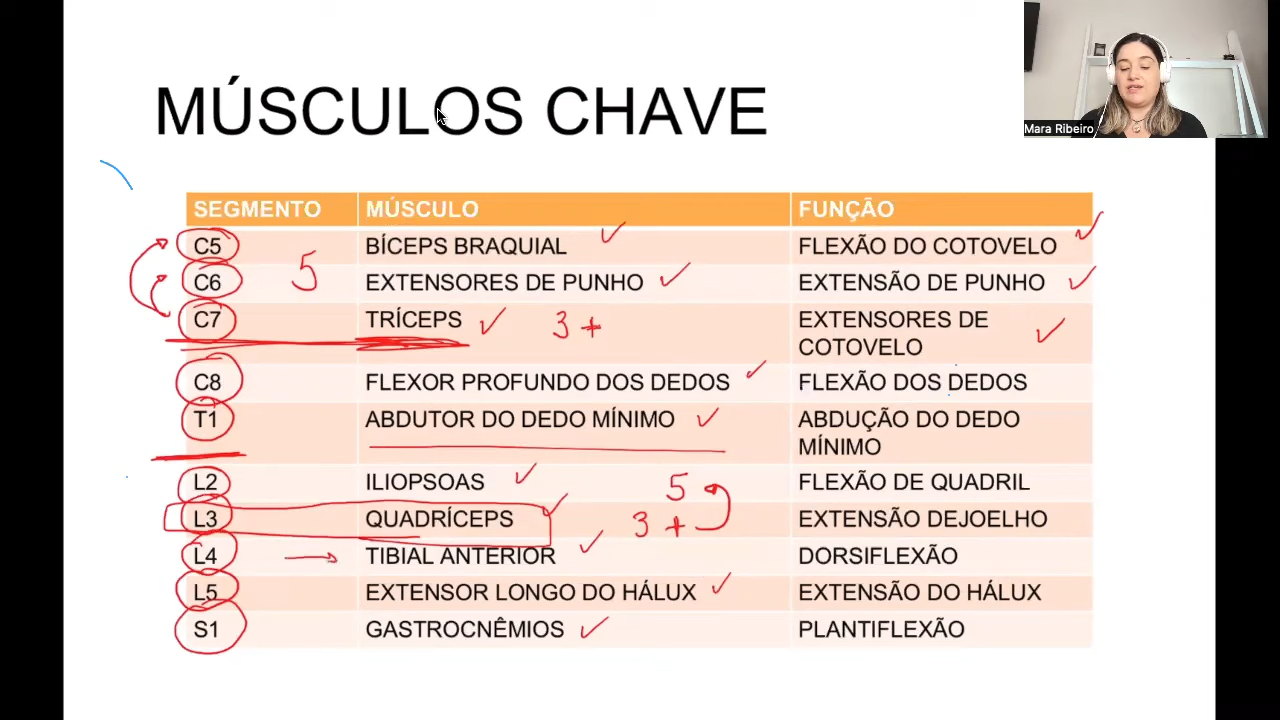 MÚSCULOS CHAVE
Mara Ribeiro
SEGMENTO MÚSCULO FUNÇÃO
C5 BÍCEPS BRAQUIAL FLEXÃO DO COTOVELO
5
C6 EXTENSORES DE PUNHO EXTENSÃO DE PUNHO
C7 TRÍCEPS 3 + EXTENSORES DE
COTOVELO
C8 FLEXOR PROFUNDO DOS DEDOS FLEXÃO DOS DEDOS
T1 ABDUTOR DO DEDO MÍNIMO ABDUÇÃO DO DEDO
MÍNIMO
L2 ILIOPSOAS 5 FLEXÃO DE QUADRIL
L3 QUADRÍCEPS 3 + EXTENSÃO DEJOELHO
L4 TIBIAL ANTERIOR DORSIFLEXÃO
L5 EXTENSOR LONGO DO HÁLUX EXTENSÃO DO HÁLUX
S1 GASTROCNÊMIOS PLANTIFLEXÃO